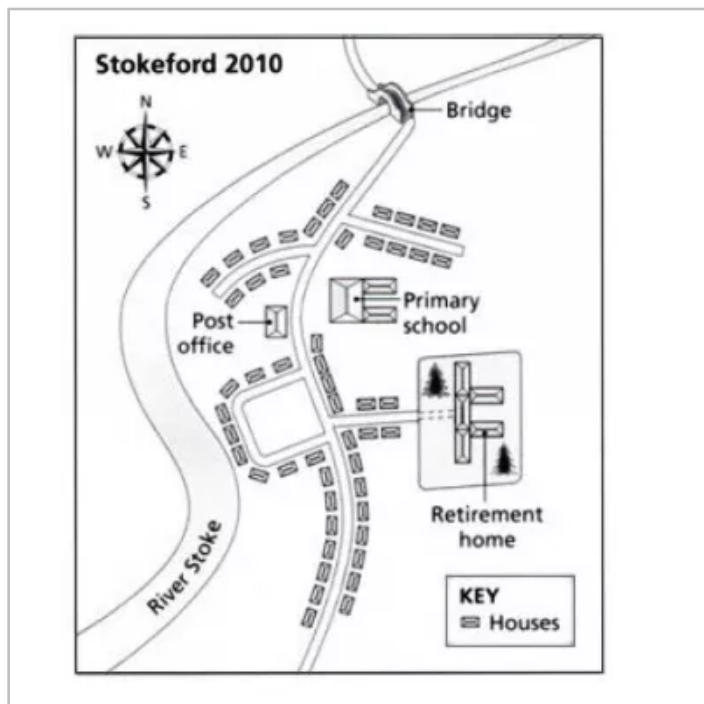 Stokeford 2010
N
W
E
S
Bridge
Primary
school
Post
office
Retirement
home
River Stoke
KEY
Houses